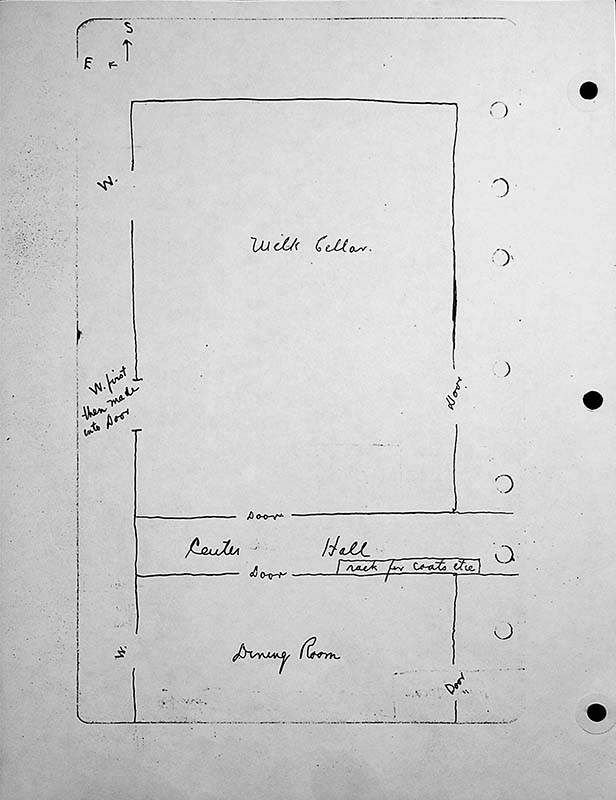 S
E
W.
Milk Cellar.
W. first
then made
into Door
Door
Door
Center Hall
rack for coats etc
Door
W.
Dining Room
Door